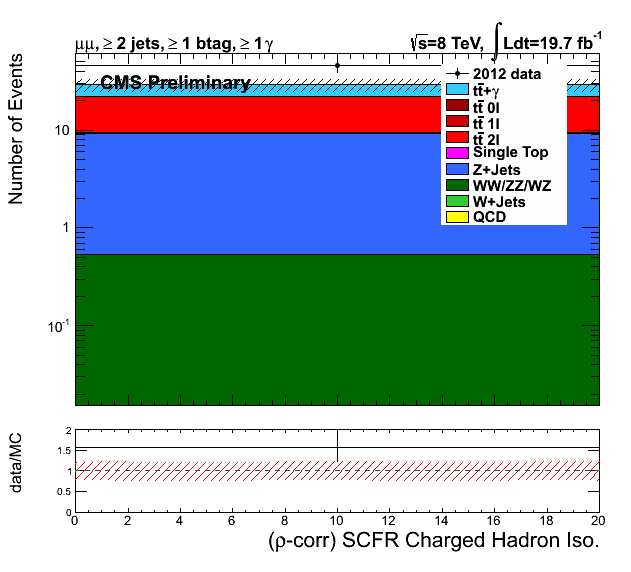 μμ, ≥ 2 jets, ≥ 1 btag, ≥ 1γ
√s=8 TeV, ∫Ldt=19.7 fb⁻¹
CMS Preliminary
2012 data
tt̄+γ
tt̄ 0l
tt̄ 1l
tt̄ 2l
Single Top
Z+Jets
WW/ZZ/WZ
W+Jets
QCD
Number of Events
10
1
10⁻¹
data/MC
2
1.5
1
0.5
0
0 2 4 6 8 10 12 14 16 18 20
(ρ-corr) SCFR Charged Hadron Iso.